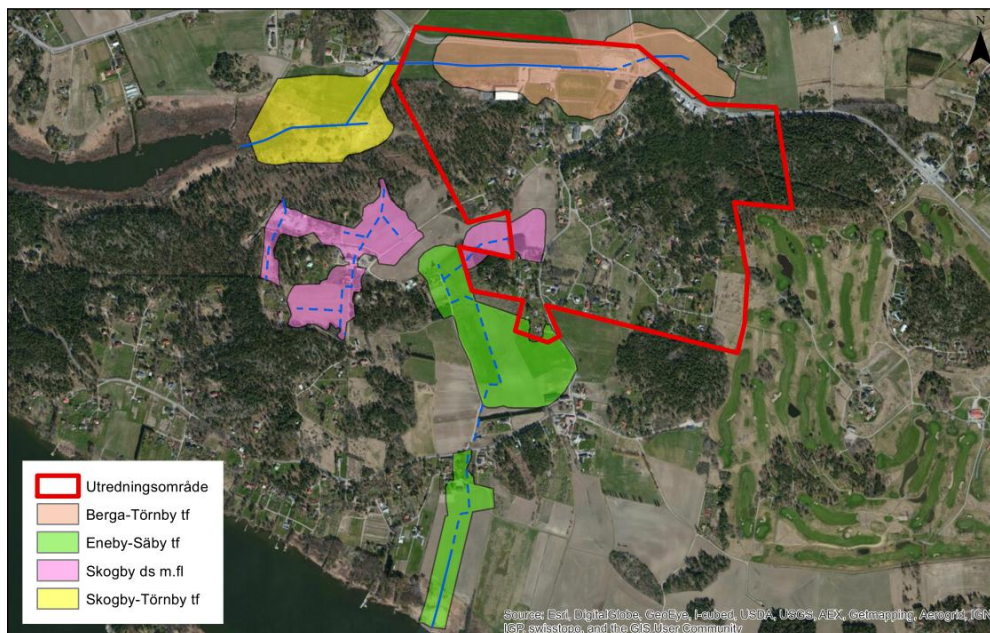 N
Utredningsområde
Berga-Törnby tf
Eneby-Säby tf
Skogby ds m.fl
Skogby-Törnby tf
Source: Esri, DigitalGlobe, GeoEye, i-cubed, USDA, USGS, AEX, Getmapping, Aerogrid, IGN,
IGP, swisstopo, and the GIS User Community